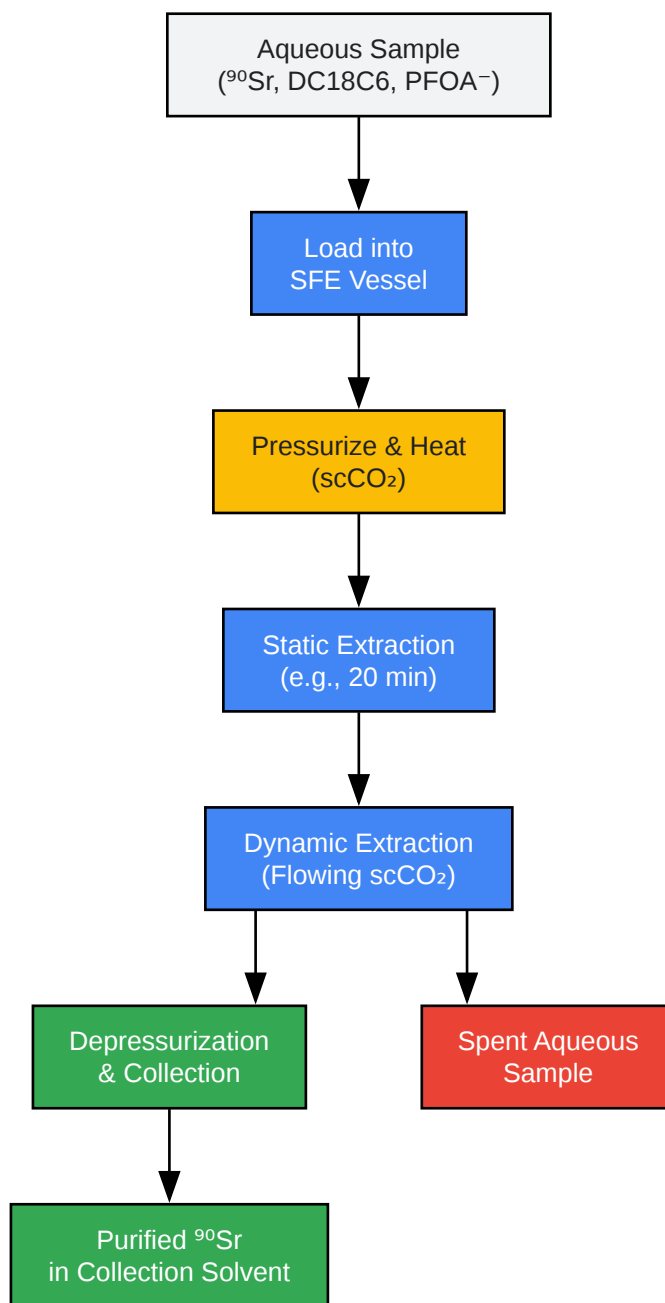 Aqueous Sample
(⁹⁰Sr, DC18C6, PFOA⁻)
Load into
SFE Vessel
Pressurize & Heat
(scCO₂)
Static Extraction
(e.g., 20 min)
Dynamic Extraction
(Flowing scCO₂)
Depressurization
& Collection
Spent Aqueous
Sample
Purified ⁹⁰Sr
in Collection Solvent